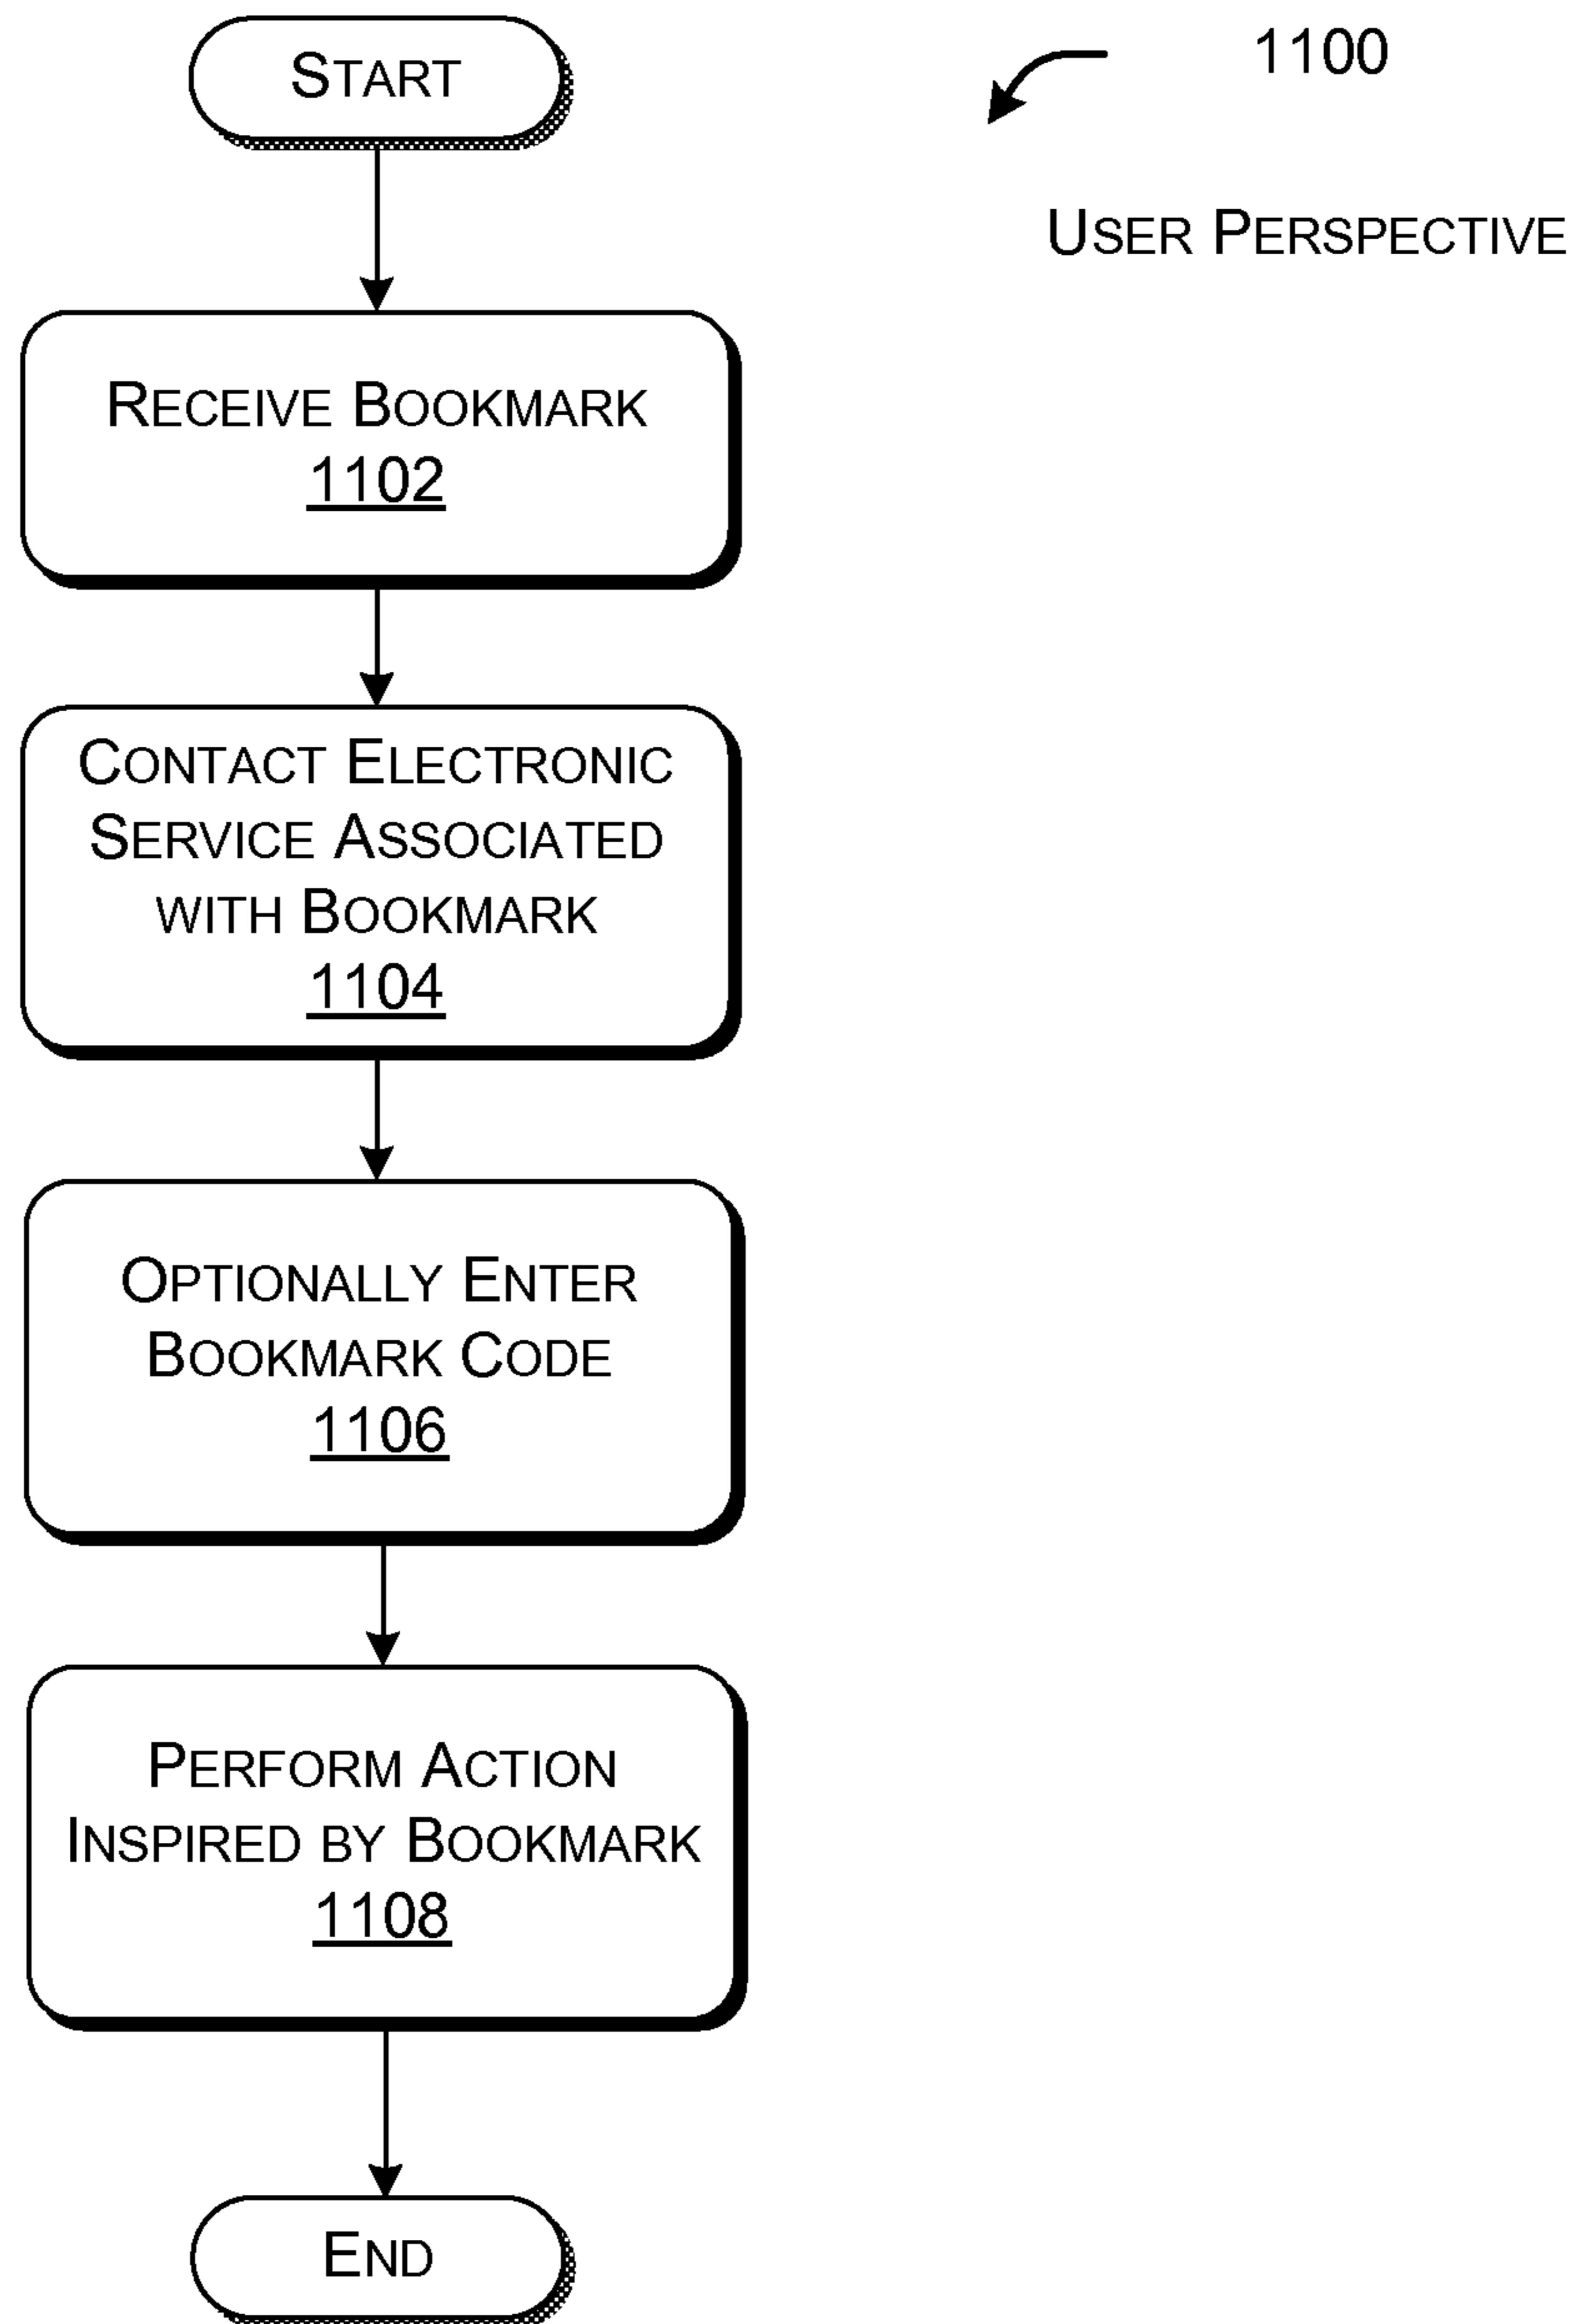 START
1100
USER PERSPECTIVE
RECEIVE BOOKMARK
1102
CONTACT ELECTRONIC
SERVICE ASSOCIATED
WITH BOOKMARK
1104
OPTIONALLY ENTER
BOOKMARK CODE
1106
PERFORM ACTION
INSPIRED BY BOOKMARK
1108
END